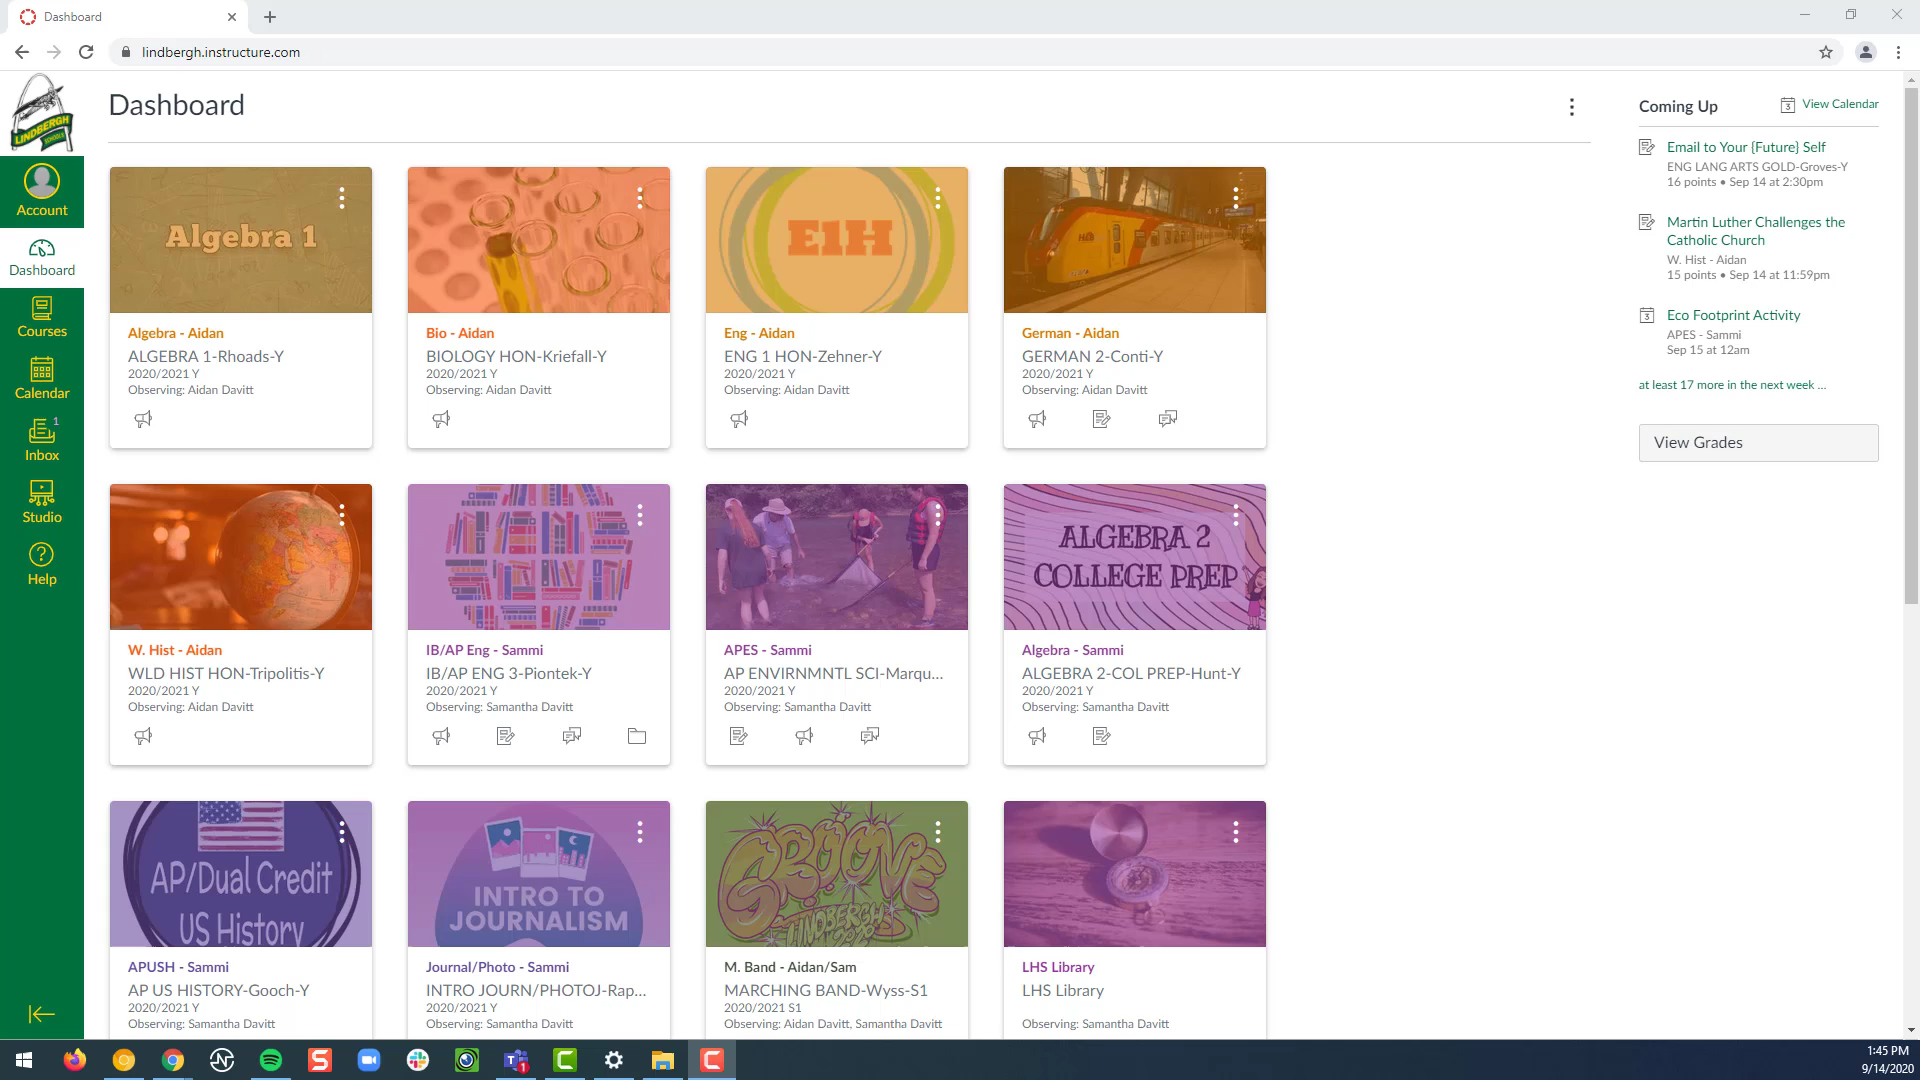 Dashboard
lindbergh.instructure.com
LINDBERGH
SCHOOLS
Account
Dashboard
Courses
Calendar
1
Inbox
Studio
Help
Dashboard
Algebra 1
Algebra - Aidan
ALGEBRA 1-Rhoads-Y
2020/2021 Y
Observing: Aidan Davitt
Bio - Aidan
BIOLOGY HON-Kriefall-Y
2020/2021 Y
Observing: Aidan Davitt
E1H
Eng - Aidan
ENG 1 HON-Zehner-Y
2020/2021 Y
Observing: Aidan Davitt
German - Aidan
GERMAN 2-Conti-Y
2020/2021 Y
Observing: Aidan Davitt
W. Hist - Aidan
WLD HIST HON-Tripolitis-Y
2020/2021 Y
Observing: Aidan Davitt
IB/AP Eng - Sammi
IB/AP ENG 3-Piontek-Y
2020/2021 Y
Observing: Samantha Davitt
APES - Sammi
AP ENVIRNMNTL SCI-Marqu...
2020/2021 Y
Observing: Samantha Davitt
ALGEBRA 2
COLLEGE PREP
Algebra - Sammi
ALGEBRA 2-COL PREP-Hunt-Y
2020/2021 Y
Observing: Samantha Davitt
AP/Dual Credit
US History
APUSH - Sammi
AP US HISTORY-Gooch-Y
2020/2021 Y
Observing: Samantha Davitt
INTRO TO
JOURNALISM
Journal/Photo - Sammi
INTRO JOURN/PHOTOJ-Rap...
2020/2021 Y
Observing: Samantha Davitt
GROOVE
LINDBERGH
2020
M. Band - Aidan/Sam
MARCHING BAND-Wyss-S1
2020/2021 S1
Observing: Aidan Davitt, Samantha Davitt
LHS Library
LHS Library
Observing: Samantha Davitt
Coming Up
3 View Calendar
Email to Your {Future} Self
ENG LANG ARTS GOLD-Groves-Y
16 points • Sep 14 at 2:30pm
Martin Luther Challenges the
Catholic Church
W. Hist - Aidan
15 points • Sep 14 at 11:59pm
3 Eco Footprint Activity
APES - Sammi
Sep 15 at 12am
at least 17 more in the next week ...
View Grades
1:45 PM
9/14/2020